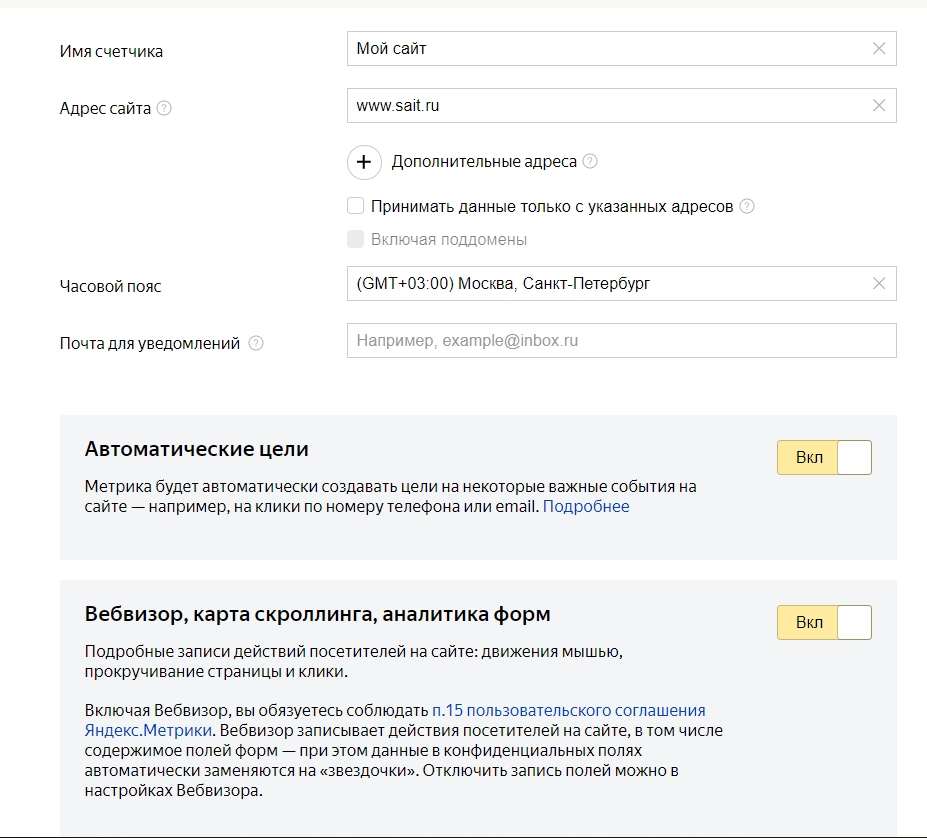 Имя счетчика
Мой сайт
Адрес сайта ?
www.sait.ru
+ Дополнительные адреса ?
Принимать данные только с указанных адресов ?
Включая поддомены
Часовой пояс
(GMT+03:00) Москва, Санкт-Петербург
Почта для уведомлений ?
Например, example@inbox.ru
Автоматические цели
Вкл
Метрика будет автоматически создавать цели на некоторые важные события на
сайте — например, на клики по номеру телефона или email. Подробнее
Вебвизор, карта скроллинга, аналитика форм
Вкл
Подробные записи действий посетителей на сайте: движения мышью,
прокручивание страницы и клики.
Включая Вебвизор, вы обязуетесь соблюдать п.15 пользовательского соглашения
Яндекс.Метрики. Вебвизор записывает действия посетителей на сайте, в том числе
содержимое полей форм — при этом данные в конфиденциальных полях
автоматически заменяются на «звездочки». Отключить запись полей можно в
настройках Вебвизора.